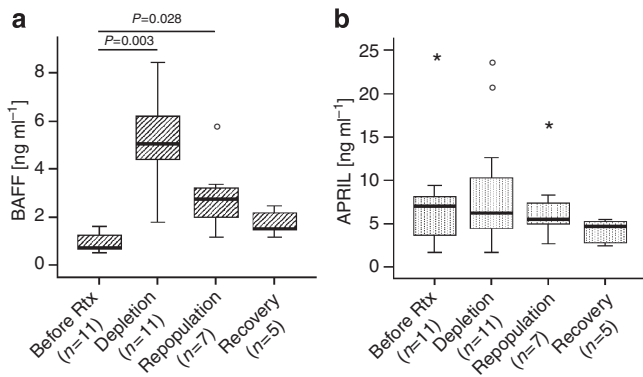 a
P=0.028
P=0.003
BAFF [ng ml−1]
8
6
4
2
0
Before Rtx
(n=11)
Depletion
(n=11)
Repopulation
(n=7)
Recovery
(n=5)
b
APRIL [ng ml−1]
25
20
15
10
5
0
Before Rtx
(n=11)
Depletion
(n=11)
Repopulation
(n=7)
Recovery
(n=5)